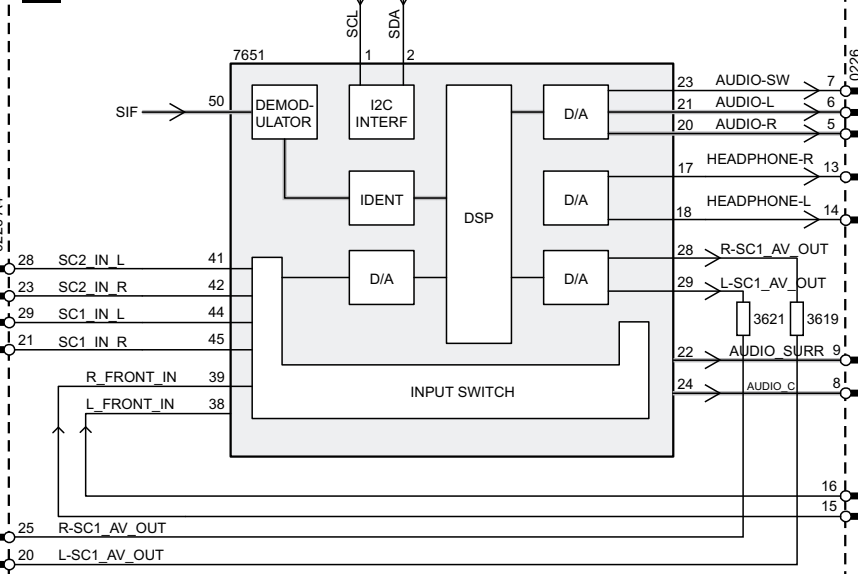 SCL
SDA
7651
1
2
0226
SIF
50
DEMOD-
ULATOR
I2C
INTERF
D/A
23
AUDIO-SW
7
21
AUDIO-L
6
20
AUDIO-R
5
IDENT
DSP
D/A
17
HEADPHONE-R
13
18
HEADPHONE-L
14
28
SC2_IN_L
41
23
SC2_IN_R
42
29
SC1_IN_L
44
21
SC1_IN_R
45
D/A
D/A
28
R-SC1_AV_OUT
29
L-SC1_AV_OUT
3621
3619
22
AUDIO_SURR
9
24
AUDIO_C
8
R_FRONT_IN
39
L_FRONT_IN
38
INPUT SWITCH
16
15
25
R-SC1_AV_OUT
20
L-SC1_AV_OUT